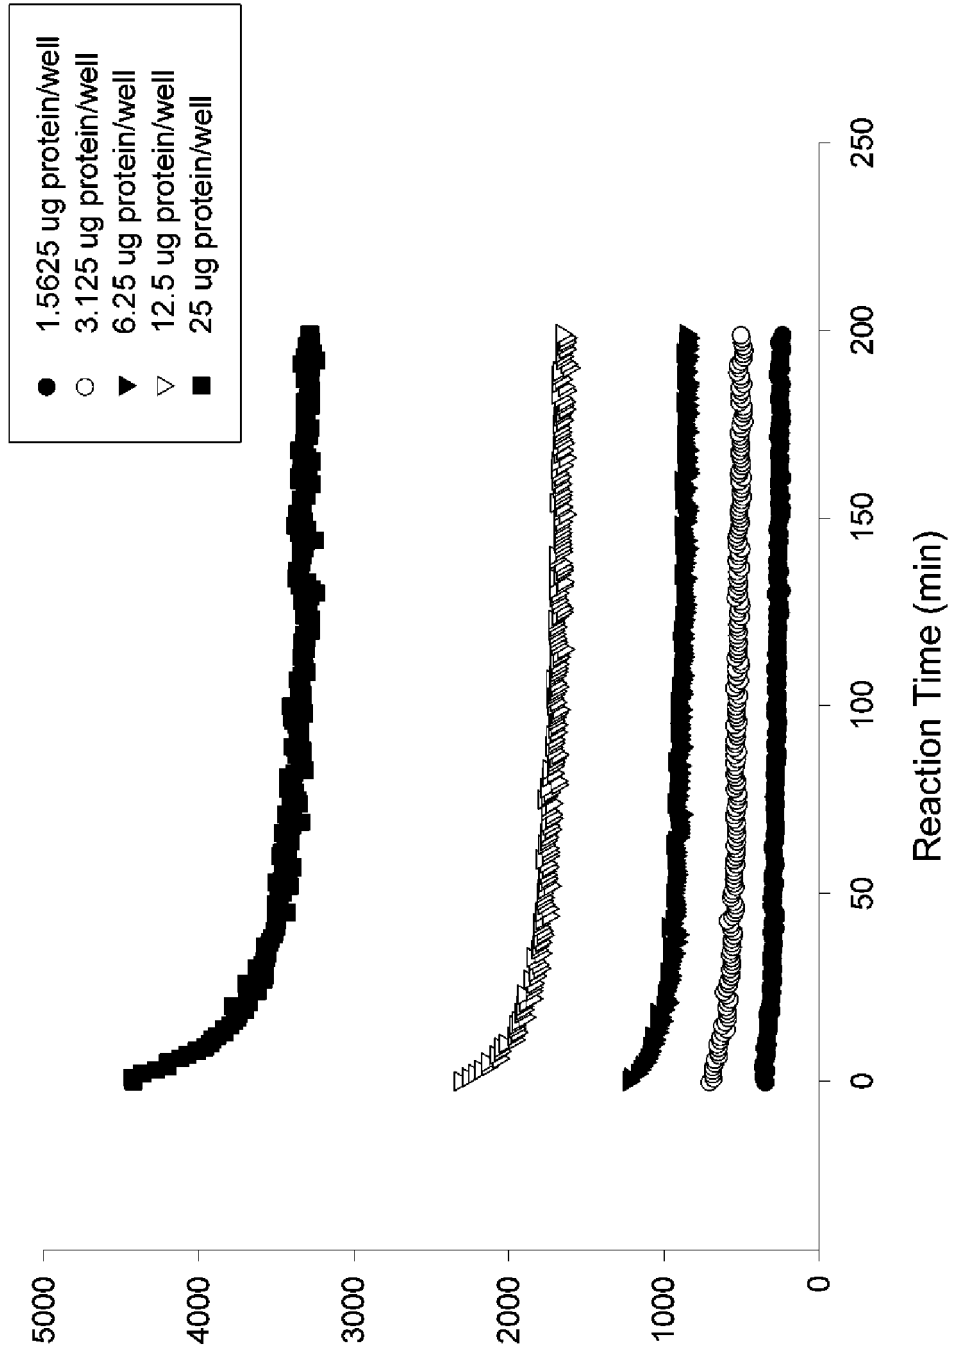 1.5625 ug protein/well
3.125 ug protein/well
6.25 ug protein/well
12.5 ug protein/well
25 ug protein/well
5000
4000
3000
2000
1000
0
0
50
100
150
200
250
Reaction Time (min)